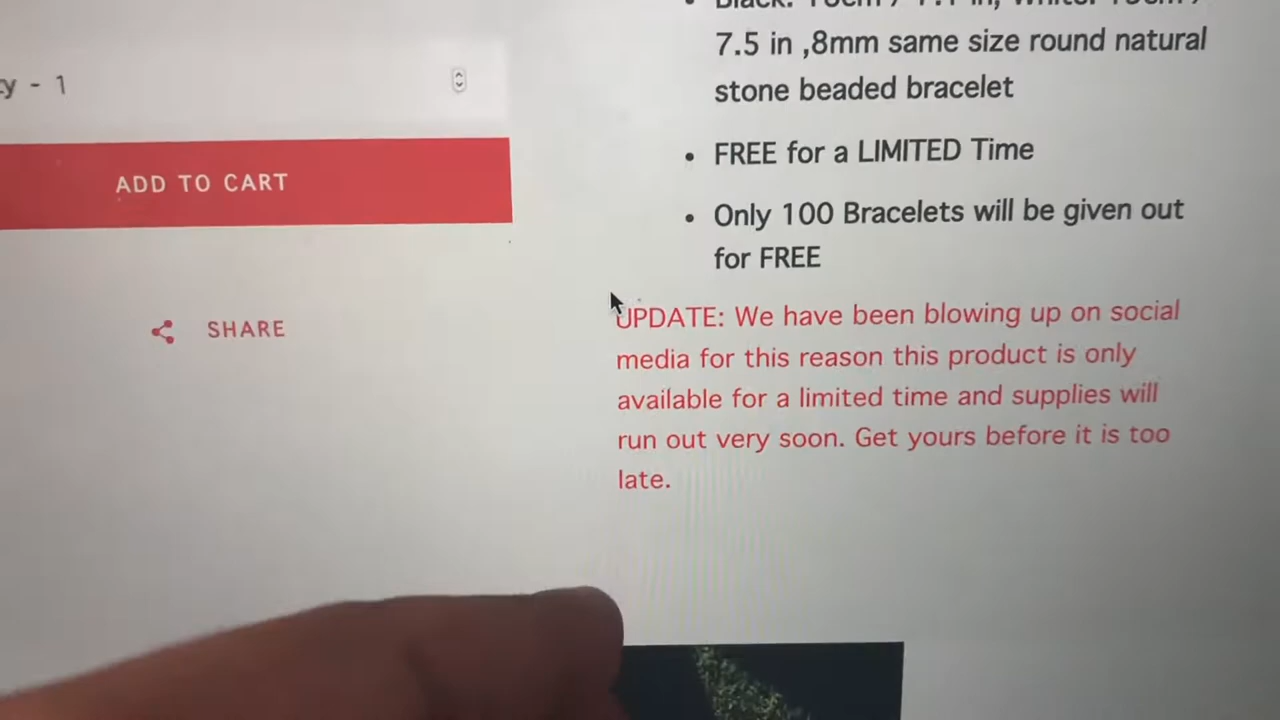 7.5 in ,8mm same size round natural
stone beaded bracelet
FREE for a LIMITED Time
Only 100 Bracelets will be given out
for FREE
UPDATE: We have been blowing up on social
media for this reason this product is only
available for a limited time and supplies will
run out very soon. Get yours before it is too
late.
- 1
ADD TO CART
SHARE